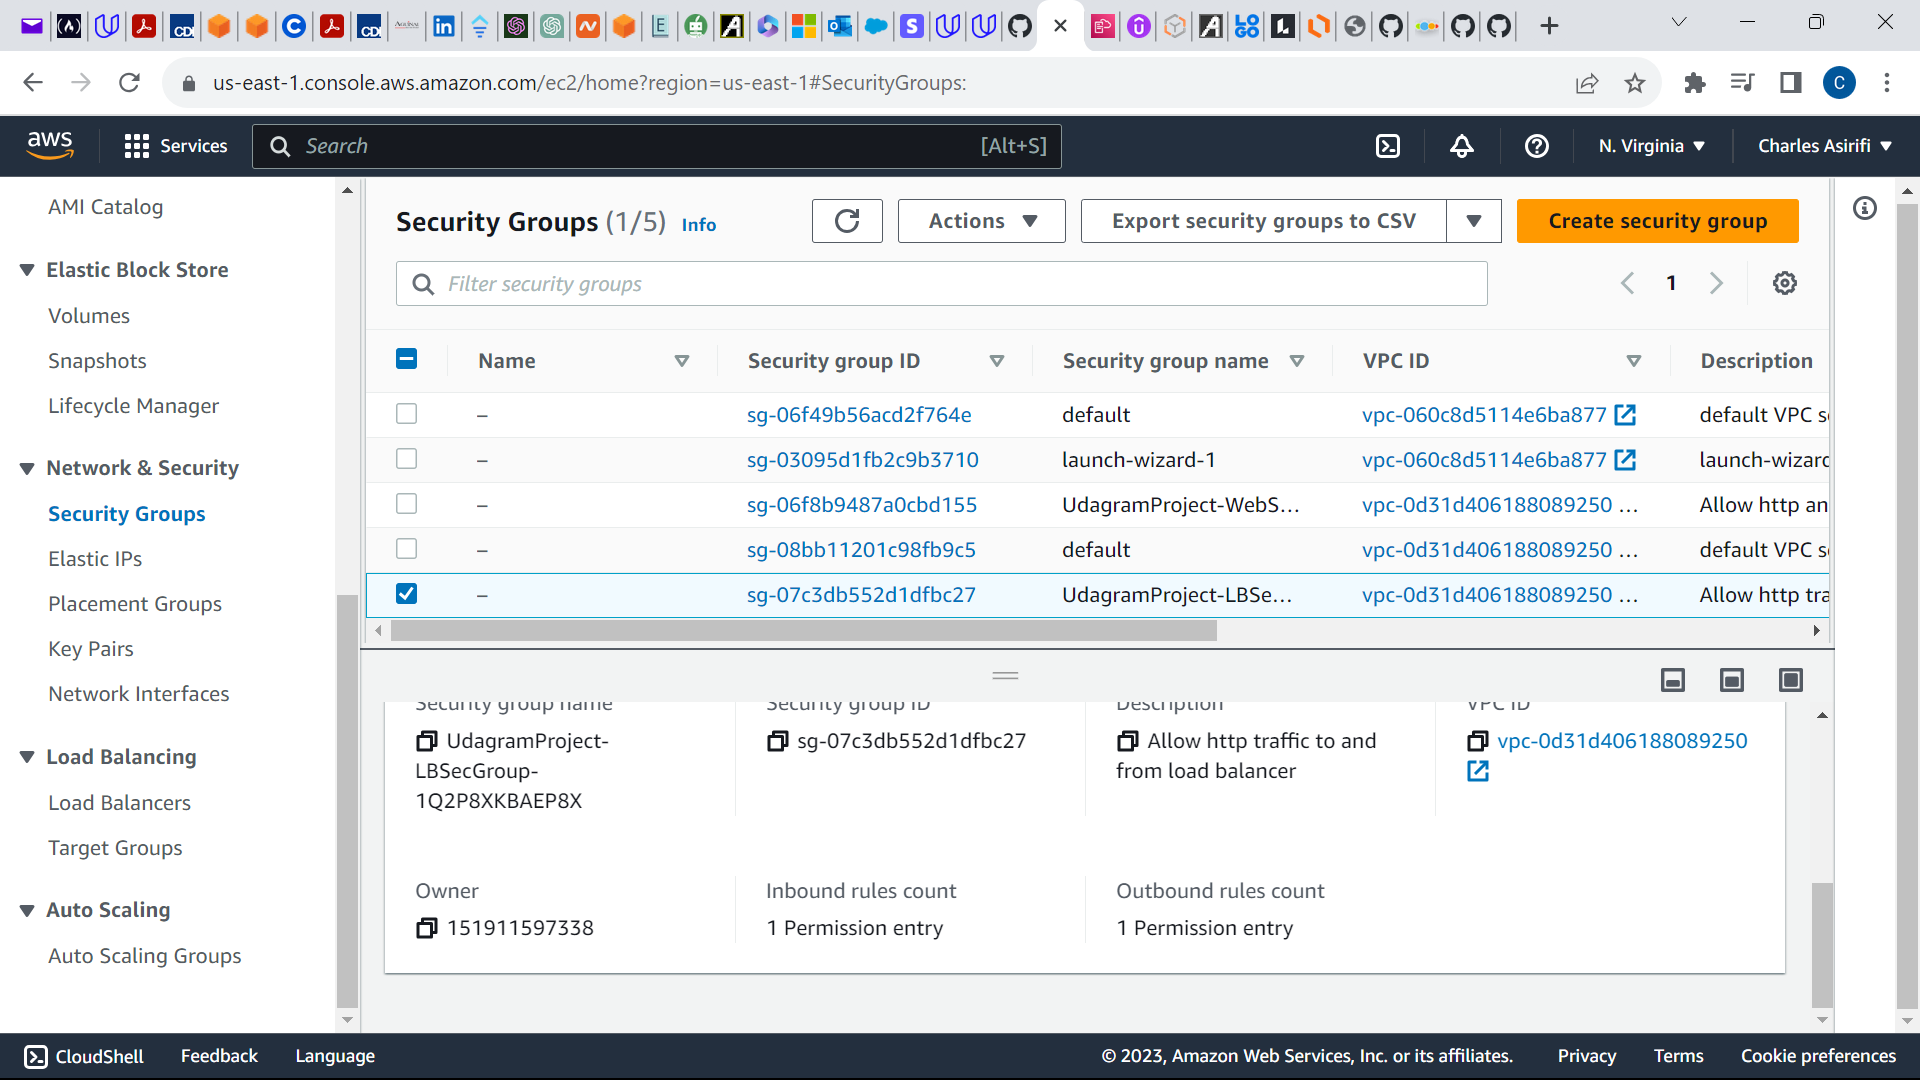 us-east-1.console.aws.amazon.com/ec2/home?region=us-east-1#SecurityGroups:
C
aws
Services
Search
[Alt+S]
N. Virginia
Charles Asirifi
AMI Catalog
Elastic Block Store
Volumes
Snapshots
Lifecycle Manager
Network & Security
Security Groups
Elastic IPs
Placement Groups
Key Pairs
Network Interfaces
Load Balancing
Load Balancers
Target Groups
Auto Scaling
Auto Scaling Groups
Security Groups (1/5) Info
Actions
Export security groups to CSV
Create security group
Filter security groups
1
Name Security group ID Security group name VPC ID Description
– sg-06f49b56acd2f764e default vpc-060c8d5114e6ba877 default VPC s
– sg-03095d1fb2c9b3710 launch-wizard-1 vpc-060c8d5114e6ba877 launch-wizard
– sg-06f8b9487a0cbd155 UdagramProject-WebS... vpc-0d31d406188089250 ... Allow http an
– sg-08bb11201c98fb9c5 default vpc-0d31d406188089250 ... default VPC s
– sg-07c3db552d1dfbc27 UdagramProject-LBSe... vpc-0d31d406188089250 ... Allow http tra
Security group name
UdagramProject-
LBSecGroup-
1Q2P8XKBAEP8X
Security group ID
sg-07c3db552d1dfbc27
Description
Allow http traffic to and
from load balancer
VPC ID
vpc-0d31d406188089250
Owner
151911597338
Inbound rules count
1 Permission entry
Outbound rules count
1 Permission entry
CloudShell
Feedback
Language
© 2023, Amazon Web Services, Inc. or its affiliates.
Privacy
Terms
Cookie preferences